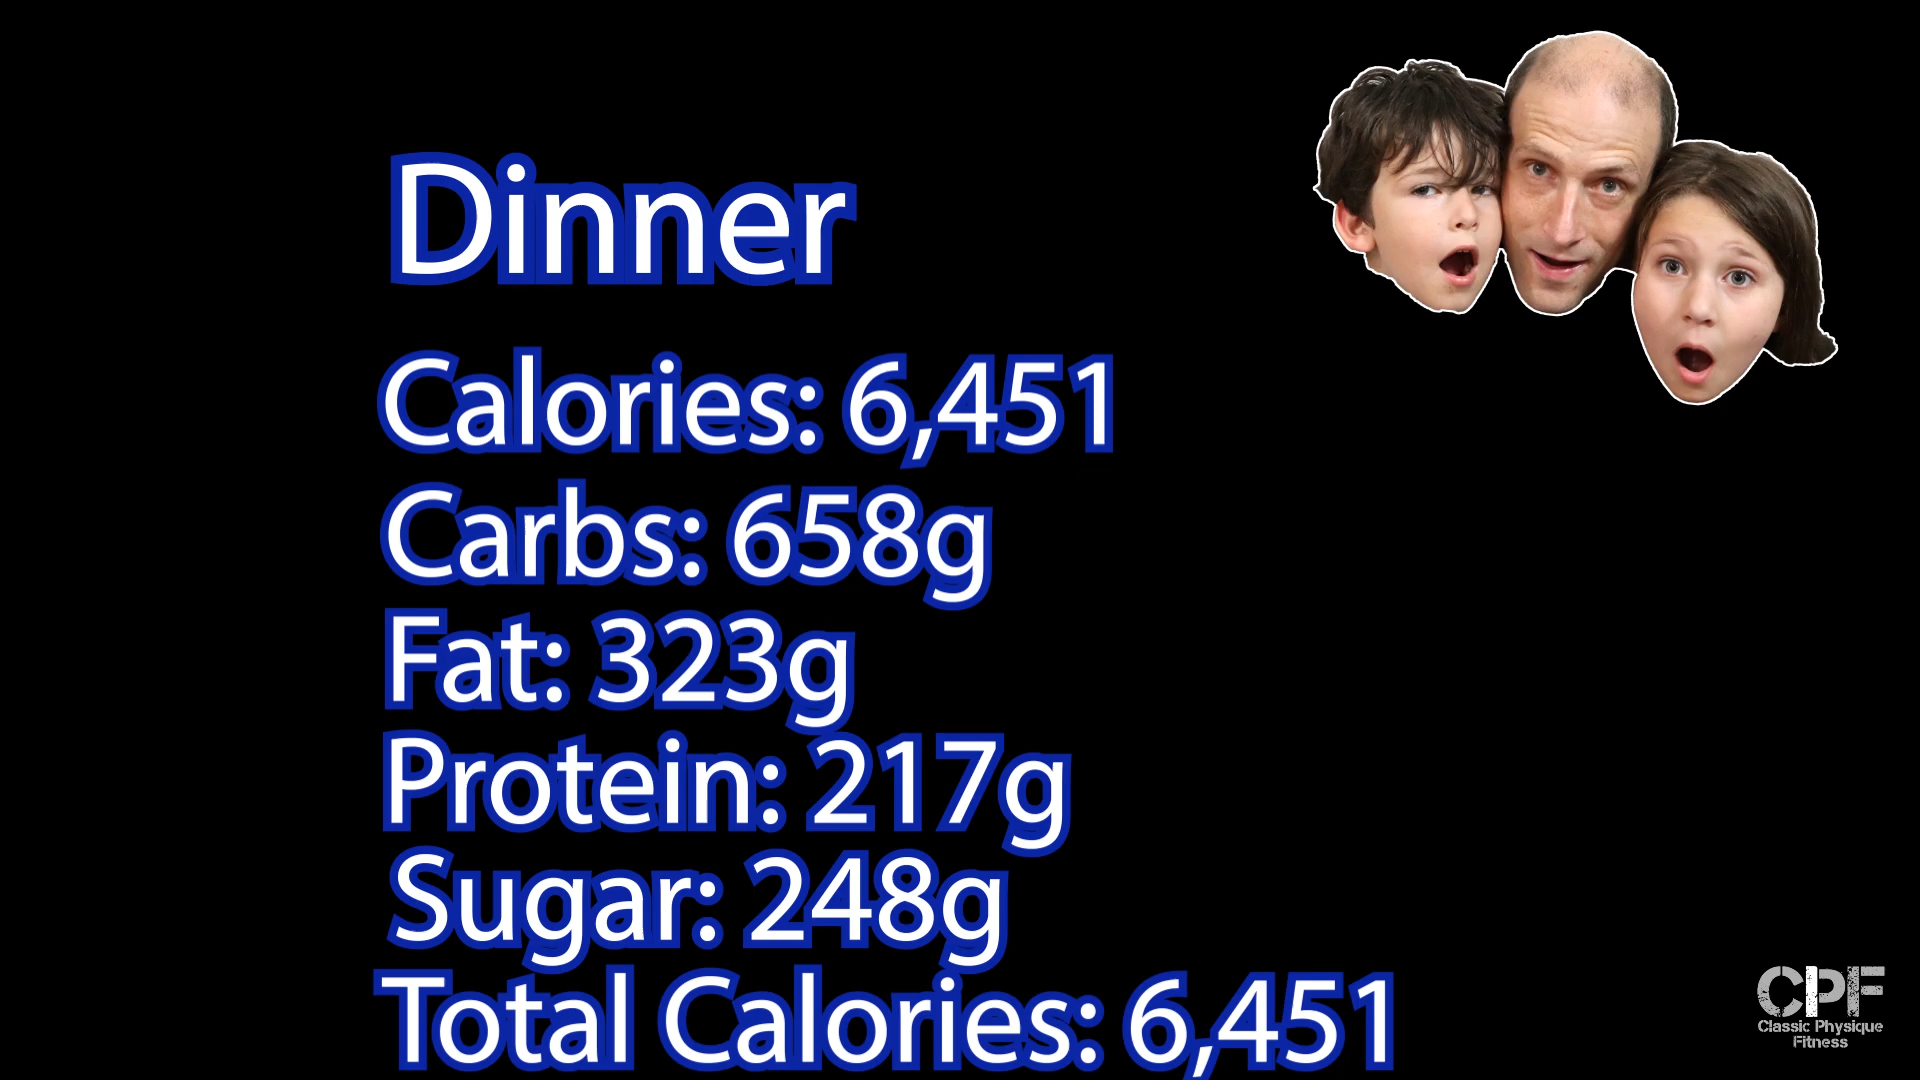 Dinner
Calories: 6,451
Carbs: 658g
Fat: 323g
Protein: 217g
Sugar: 248g
Total Calories: 6,451
CPF
Classic Physique
Fitness